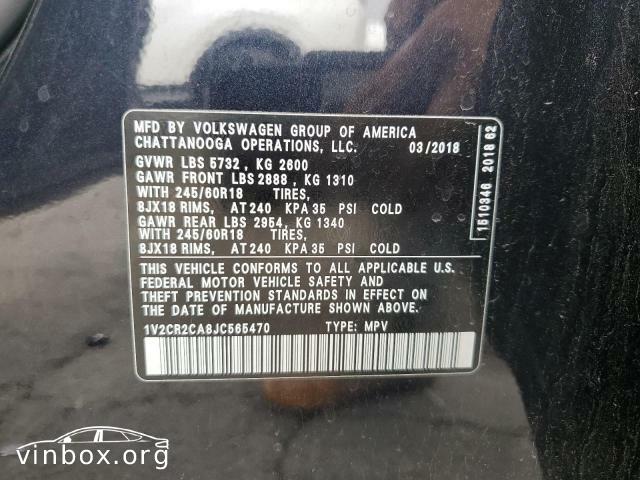 MFD BY VOLKSWAGEN GROUP OF AMERICA
CHATTANOOGA OPERATIONS, LLC. 03/2018
GVWR LBS 5732 , KG 2600
GAWR FRONT LBS 2888 , KG 1310
WITH 245/60R18 TIRES,
8JX18 RIMS, AT 240 KPA 35 PSI COLD
GAWR REAR LBS 2954, KG 1340
WITH 245/60R18 TIRES,
8JX18 RIMS, AT 240 KPA 35 PSI COLD
THIS VEHICLE CONFORMS TO ALL APPLICABLE U.S.
FEDERAL MOTOR VEHICLE SAFETY AND
THEFT PREVENTION STANDARDS IN EFFECT ON
THE DATE OF MANUFACTURE SHOWN ABOVE.
1V2CR2CA8JC565470 TYPE: MPV
1510346 2018 62
vinbox.org